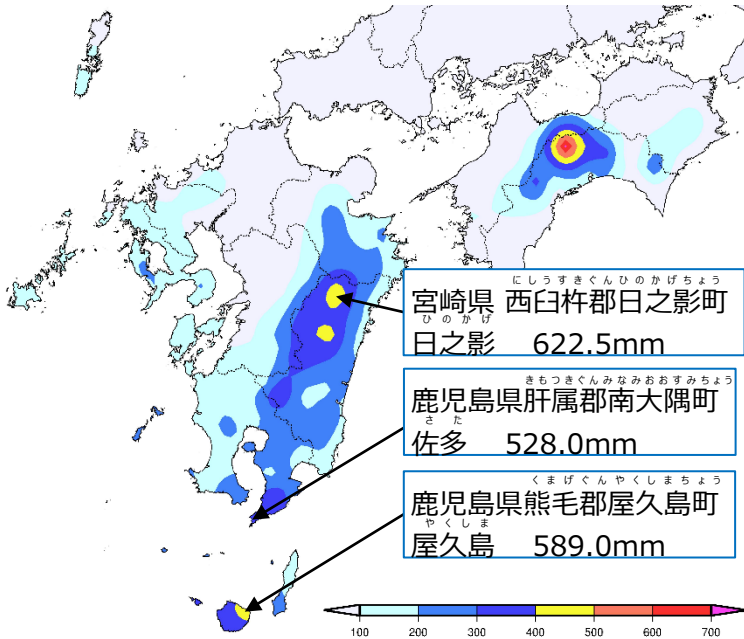 にしうすきぐんひのかげちょう
宮崎県 西臼杵郡日之影町
ひのかげ
日之影 622.5mm
きもつきぐんみなみおおすみちょう
鹿児島県肝属郡南大隅町
さた
佐多 528.0mm
くまげぐんやくしまちょう
鹿児島県熊毛郡屋久島町
やくしま
屋久島 589.0mm
100 200 300 400 500 600 700